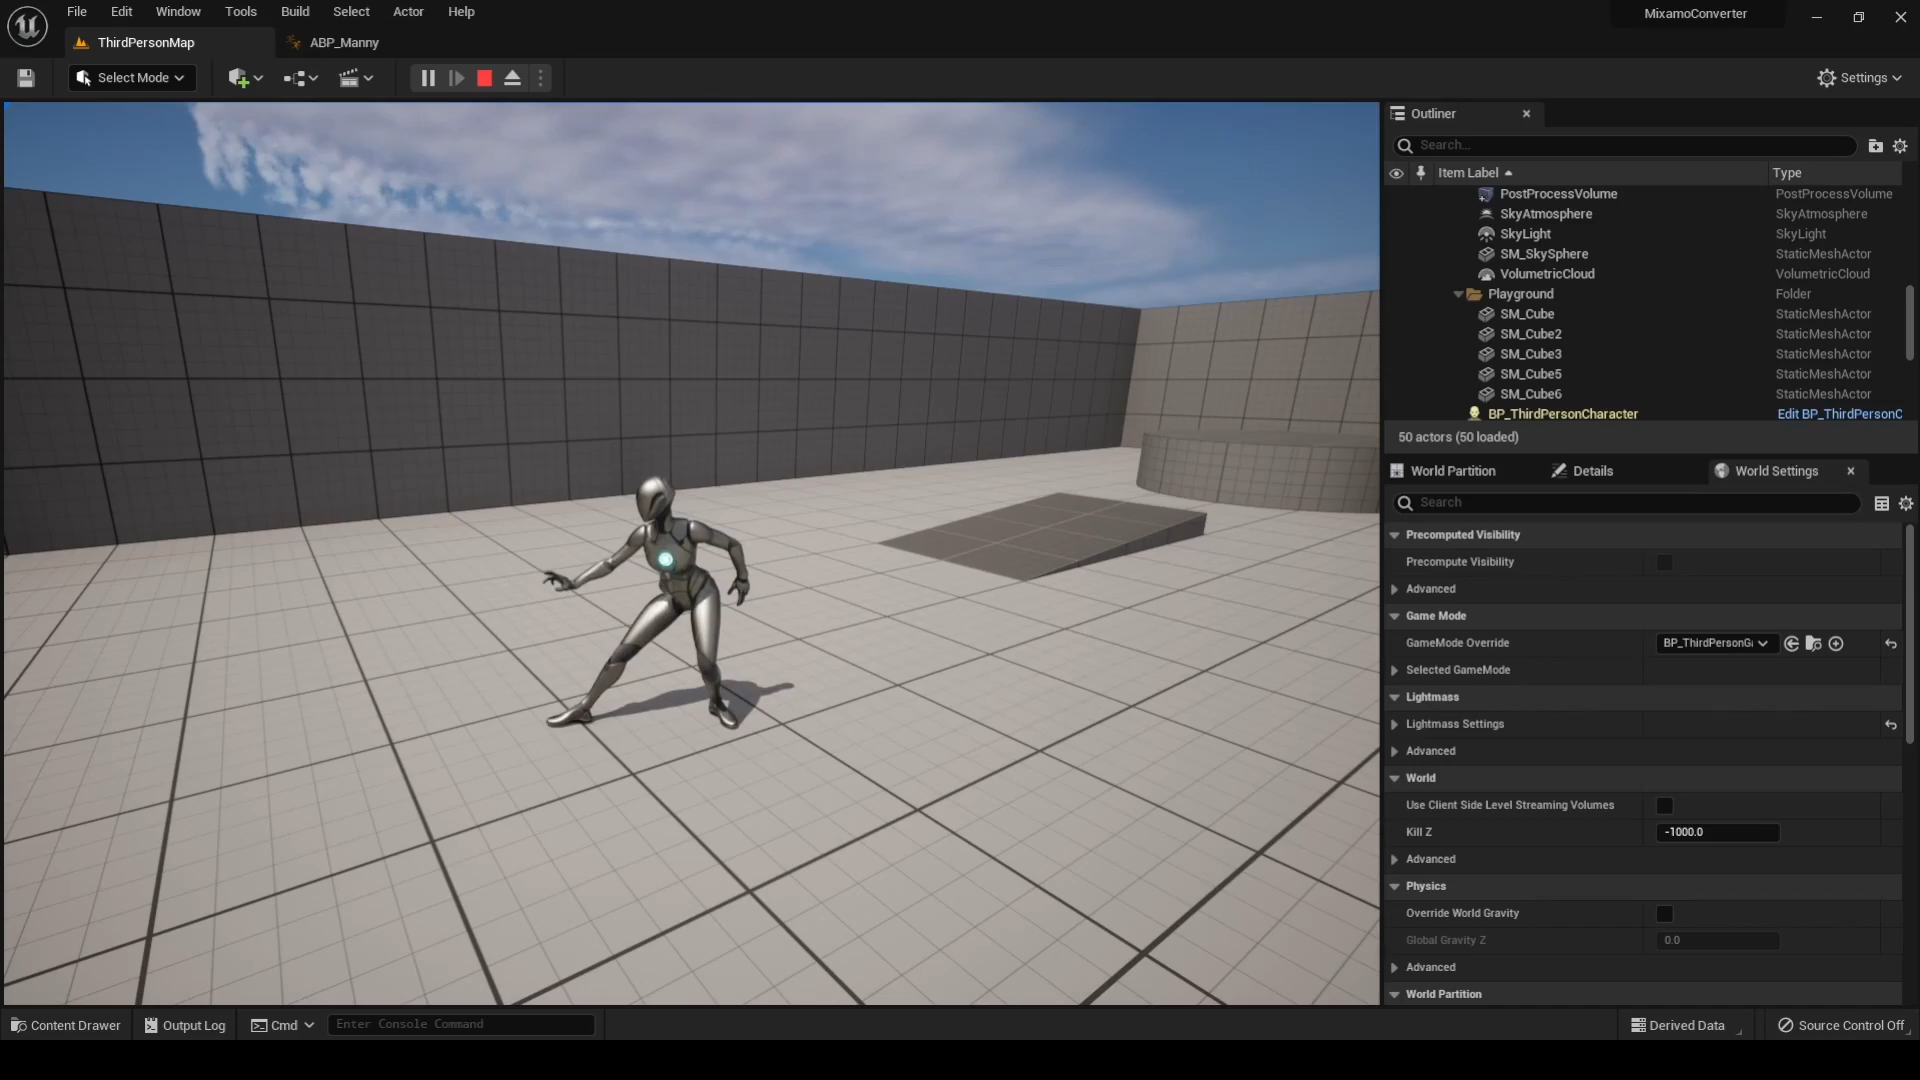 File Edit Window Tools Build Select Actor Help
MixamoConverter
ThirdPersonMap
ABP_Manny
Select Mode
Settings
Outliner
Search...
Item Label Type
PostProcessVolume PostProcessVolume
SkyAtmosphere SkyAtmosphere
SkyLight SkyLight
SM_SkySphere StaticMeshActor
VolumetricCloud VolumetricCloud
Playground Folder
SM_Cube StaticMeshActor
SM_Cube2 StaticMeshActor
SM_Cube3 StaticMeshActor
SM_Cube5 StaticMeshActor
SM_Cube6 StaticMeshActor
BP_ThirdPersonCharacter Edit BP_ThirdPersonC
50 actors (50 loaded)
World Partition Details World Settings
Search
Precomputed Visibility
Precompute Visibility
Advanced
Game Mode
GameMode Override BP_ThirdPersonGa
Selected GameMode
Lightmass
Lightmass Settings
Advanced
World
Use Client Side Level Streaming Volumes
Kill Z -1000.0
Advanced
Physics
Override World Gravity
Global Gravity Z 0.0
Advanced
World Partition
Content Drawer Output Log Cmd Enter Console Command
Derived Data Source Control Off